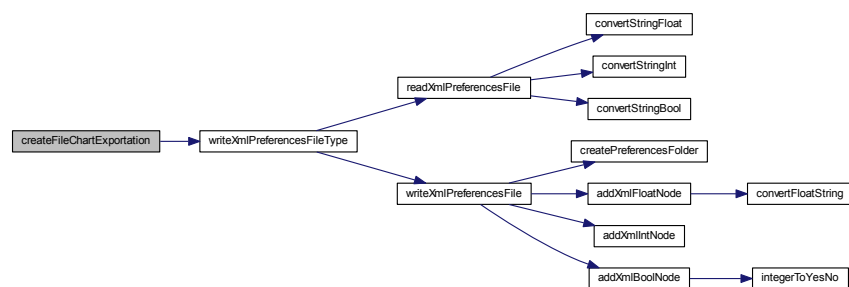 createFileChartExportation
writeXmlPreferencesFileType
readXmlPreferencesFile
convertStringFloat
convertStringInt
convertStringBool
writeXmlPreferencesFile
createPreferencesFolder
addXmlFloatNode
convertFloatString
addXmlIntNode
addXmlBoolNode
integerToYesNo